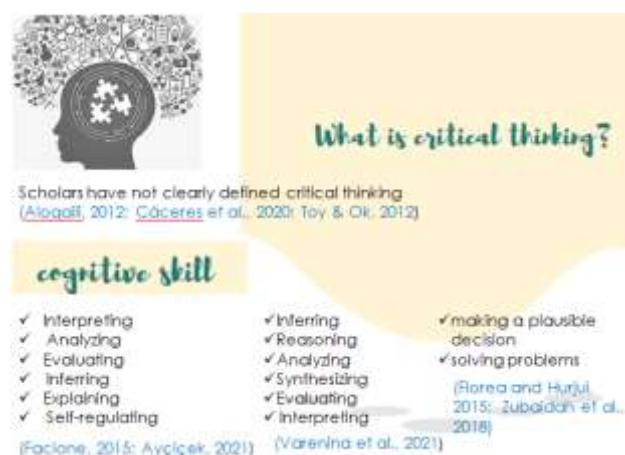 What is critical thinking?
Scholars have not clearly defined critical thinking
(Alogaili, 2012; Cáceres et al., 2020; Toy & Ok, 2012)
cognitive skill
✓ Interpreting
✓ Analyzing
✓ Evaluating
✓ Inferring
✓ Explaining
✓ Self-regulating
(Facione, 2015; Ayçiçek, 2021)
✓Inferring
✓Reasoning
✓Analyzing
✓Synthesizing
✓Evaluating
✓Interpreting
(Varenina et al., 2021)
✓making a plausible
decision
✓solving problems
(Florea and Hurjui
2015; Zubaidah et al.,
2018)